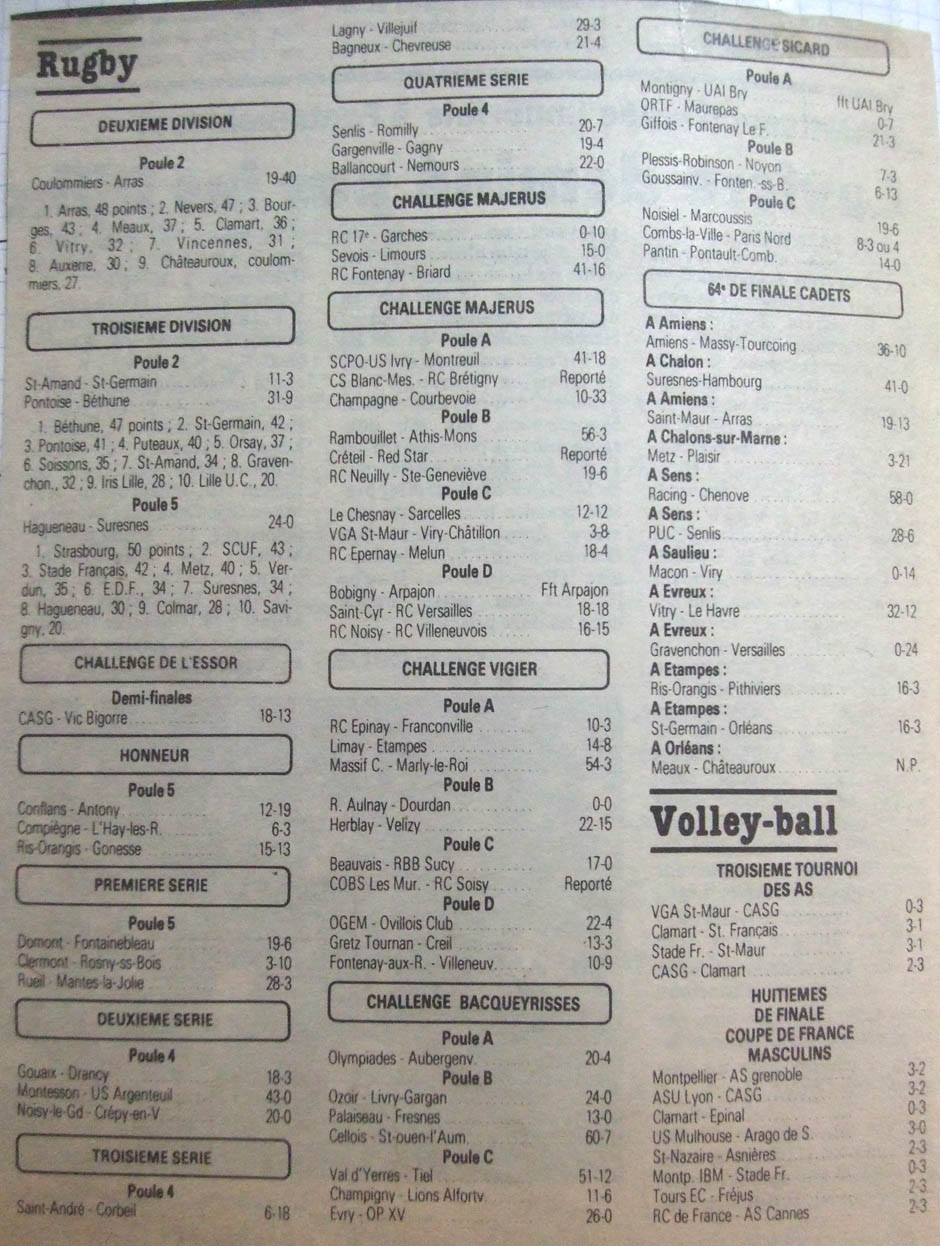 Rugby
DEUXIEME DIVISION
Poule 2
Coulommiers - Arras 19-40
1. Arras, 48 points ; 2. Nevers, 47 ; 3. Bour-
ges, 43 ; 4. Meaux, 37 ; 5. Clamart, 36 ;
6. Vitry, 32 ; 7. Vincennes, 31 ;
8. Auxerre, 30 ; 9. Châteauroux, coulom-
miers, 27.
TROISIEME DIVISION
Poule 2
St-Amand - St-Germain 11-3
Pontoise - Béthune 31-9
1. Béthune, 47 points ; 2. St-Germain, 42 ;
3. Pontoise, 41 ; 4. Puteaux, 40 ; 5. Orsay, 37 ;
6. Soissons, 35 ; 7. St-Amand, 34 ; 8. Graven-
chon., 32 ; 9. Iris Lille, 28 ; 10. Lille U.C., 20.
Poule 5
Hagueneau - Suresnes 24-0
1. Strasbourg, 50 points ; 2. SCUF, 43 ;
3. Stade Français, 42 ; 4. Metz, 40 ; 5. Ver-
dun, 35 ; 6. E.D.F., 34 ; 7. Suresnes, 34 ;
8. Hagueneau, 30 ; 9. Colmar, 28 ; 10. Savi-
gny, 20.
CHALLENGE DE L'ESSOR
Demi-finales
CASG - Vic Bigorre 18-13
HONNEUR
Poule 5
Conflans - Antony 12-19
Compiègne - L'Hay-les-R. 6-3
Ris-Orangis - Gonesse 15-13
PREMIERE SERIE
Poule 5
Domont - Fontainebleau 19-6
Clermont - Rosny-ss-Bois 3-10
Rueil - Mantes-la-Jolie 28-3
DEUXIEME SERIE
Poule 4
Gouaix - Drancy 18-3
Montesson - US Argenteuil 43-0
Noisy-le-Gd - Crépy-en-V 20-0
TROISIEME SERIE
Poule 4
Saint-André - Corbeil 6-18
Lagny - Villejuif 29-3
Bagneux - Chevreuse 21-4
QUATRIEME SERIE
Poule 4
Senlis - Romilly 20-7
Gargenville - Gagny 19-4
Ballancourt - Nemours 22-0
CHALLENGE MAJERUS
RC 17e - Garches 0-10
Sevois - Limours 15-0
RC Fontenay - Briard 41-16
CHALLENGE MAJERUS
Poule A
SCPO-US Ivry - Montreuil 41-18
CS Blanc-Mes. - RC Brétigny Reporté
Champagne - Courbevoie 10-33
Poule B
Rambouillet - Athis-Mons 56-3
Créteil - Red Star Reporté
RC Neuilly - Ste-Geneviève 19-6
Poule C
Le Chesnay - Sarcelles 12-12
VGA St-Maur - Viry-Châtillon 3-8
RC Epernay - Melun 18-4
Poule D
Bobigny - Arpajon Fft Arpajon
Saint-Cyr - RC Versailles 18-18
RC Noisy - RC Villeneuvois 16-15
CHALLENGE VIGIER
Poule A
RC Epinay - Franconville 10-3
Limay - Etampes 14-8
Massif C. - Marly-le-Roi 54-3
Poule B
R. Aulnay - Dourdan 0-0
Herblay - Velizy 22-15
Poule C
Beauvais - RBB Sucy 17-0
COBS Les Mur. - RC Soisy Reporté
Poule D
OGEM - Ovillois Club 22-4
Gretz Tournan - Creil 13-3
Fontenay-aux-R. - Villeneuv. 10-9
CHALLENGE BACQUEYRISSES
Poule A
Olympiades - Aubergenv. 20-4
Poule B
Ozoir - Livry-Gargan 24-0
Palaiseau - Fresnes 13-0
Cellois - St-ouen-l'Aum. 60-7
Poule C
Val d'Yerres - Tiel 51-12
Champigny - Lions Alfortv. 11-6
Evry - OP XV 26-0
CHALLENGE SICARD
Poule A
Montigny - UAI Bry fft UAI Bry
ORTF - Maurepas 0-7
Giffois - Fontenay Le F. 21-3
Poule B
Plessis-Robinson - Noyon 7-3
Goussainv. - Fonten.-ss-B. 6-13
Poule C
Noisiel - Marcoussis 19-6
Combs-la-Ville - Paris Nord 8-3 ou 4
Pantin - Pontault-Comb. 14-0
64e DE FINALE CADETS
A Amiens :
Amiens - Massy-Tourcoing 36-10
A Chalon :
Suresnes-Hambourg 41-0
A Amiens :
Saint-Maur - Arras 19-13
A Chalons-sur-Marne :
Metz - Plaisir 3-21
A Sens :
Racing - Chenove 58-0
A Sens :
PUC - Senlis 28-6
A Saulieu :
Macon - Viry 0-14
A Evreux :
Vitry - Le Havre 32-12
A Evreux :
Gravenchon - Versailles 0-24
A Etampes :
Ris-Orangis - Pithiviers 16-3
A Etampes :
St-Germain - Orléans 16-3
A Orléans :
Meaux - Châteauroux N.P.
Volley-ball
TROISIEME TOURNOI
DES AS
VGA St-Maur - CASG 0-3
Clamart - St. Français 3-1
Stade Fr. - St-Maur 3-1
CASG - Clamart 2-3
HUITIEMES
DE FINALE
COUPE DE FRANCE
MASCULINS
Montpellier - AS grenoble 3-2
ASU Lyon - CASG 3-2
Clamart - Epinal 0-3
US Mulhouse - Arago de S. 3-0
St-Nazaire - Asnières 2-3
Montp. IBM - Stade Fr. 0-3
Tours EC - Fréjus 2-3
RC de France - AS Cannes 2-3